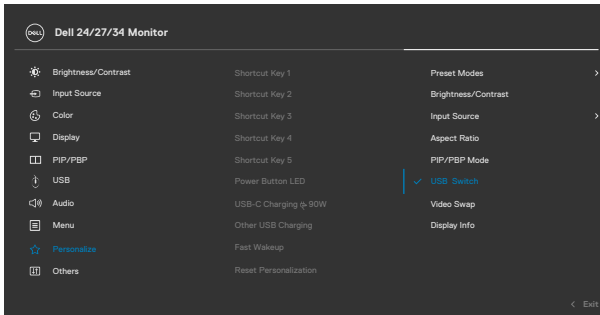 DELL Dell 24/27/34 Monitor
Brightness/Contrast Shortcut Key 1 Preset Modes
Input Source Shortcut Key 2 Brightness/Contrast
Color Shortcut Key 3 Input Source
Display Shortcut Key 4 Aspect Ratio
PIP/PBP Shortcut Key 5 PIP/PBP Mode
USB Power Button LED USB Switch
Audio USB-C Charging 90W Video Swap
Menu Other USB Charging Display Info
Personalize Fast Wakeup
Others Reset Personalization
Exit